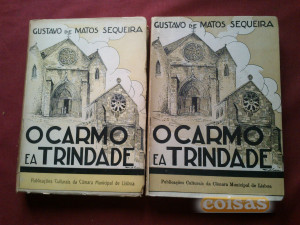 GUSTAVO DE MATOS SEQUEIRA
O CARMO
E A TRINDADE
Publicações Culturais da Câmara Municipal de Lisboa
GUSTAVO DE MATOS SEQUEIRA
O CARMO
E A TRINDADE
Publicações Culturais da Câmara Municipal de Lisboa
coisas